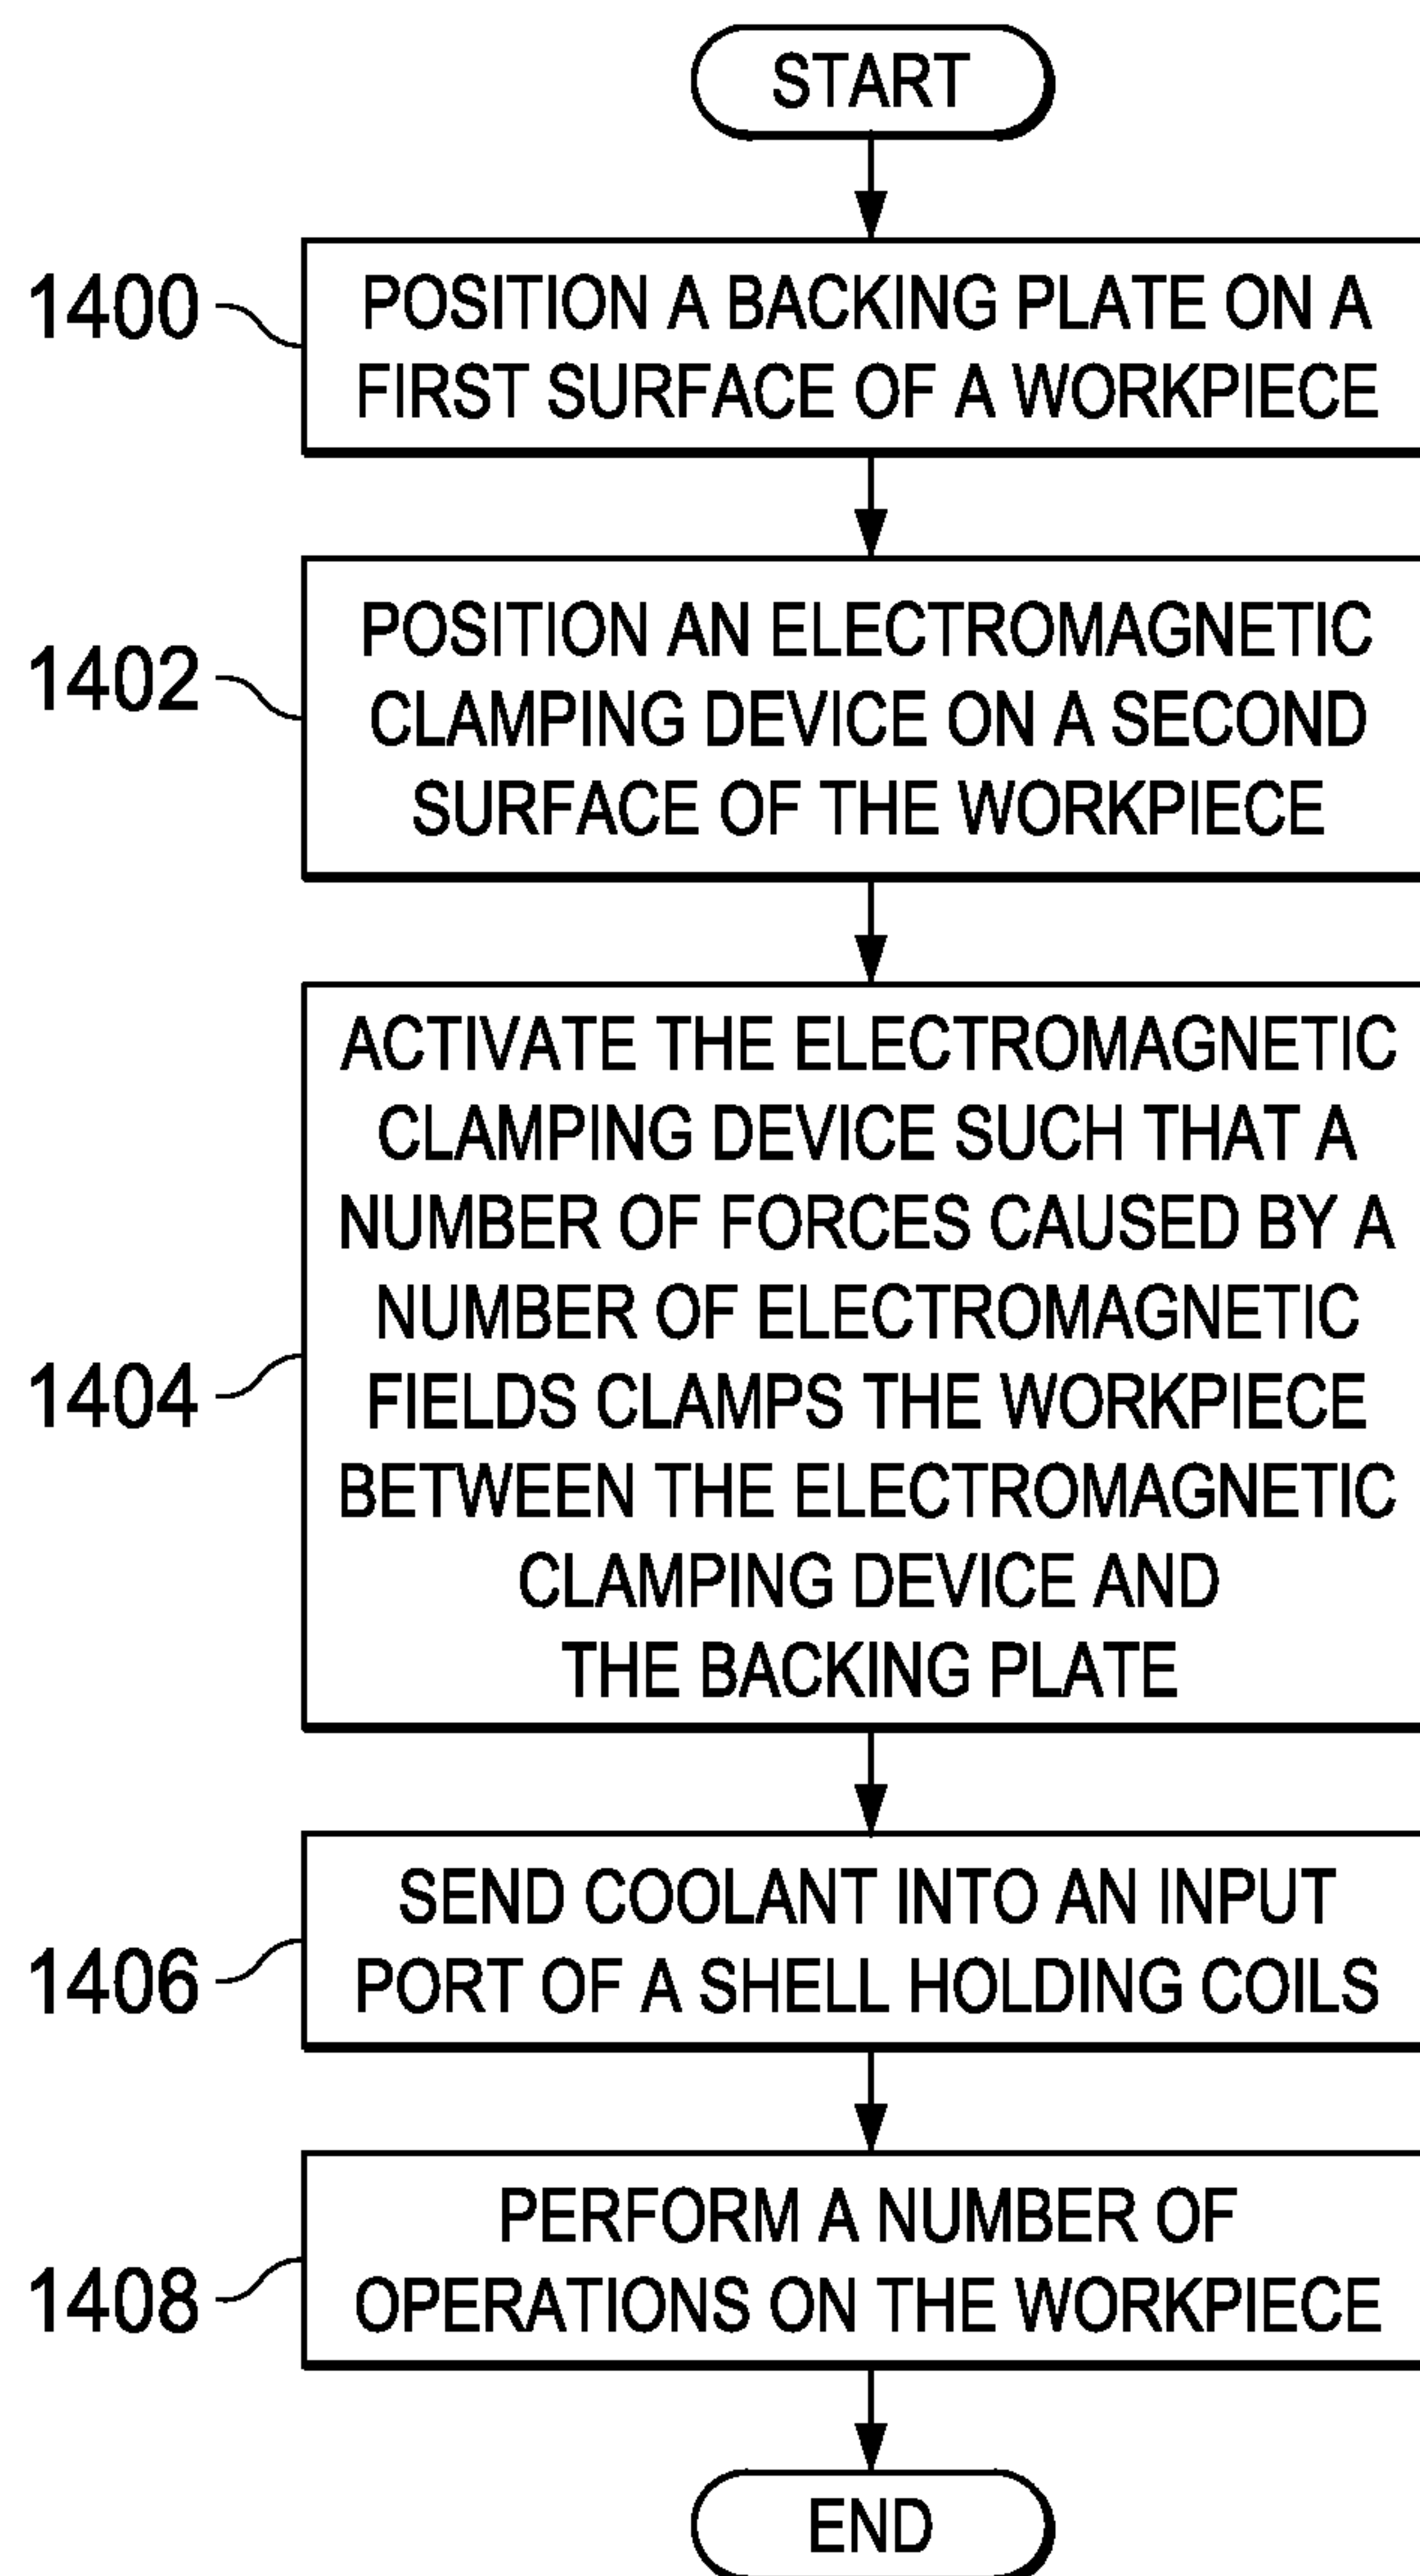 START
1400
POSITION A BACKING PLATE ON A
FIRST SURFACE OF A WORKPIECE
1402
POSITION AN ELECTROMAGNETIC
CLAMPING DEVICE ON A SECOND
SURFACE OF THE WORKPIECE
1404
ACTIVATE THE ELECTROMAGNETIC
CLAMPING DEVICE SUCH THAT A
NUMBER OF FORCES CAUSED BY A
NUMBER OF ELECTROMAGNETIC
FIELDS CLAMPS THE WORKPIECE
BETWEEN THE ELECTROMAGNETIC
CLAMPING DEVICE AND
THE BACKING PLATE
1406
SEND COOLANT INTO AN INPUT
PORT OF A SHELL HOLDING COILS
1408
PERFORM A NUMBER OF
OPERATIONS ON THE WORKPIECE
END